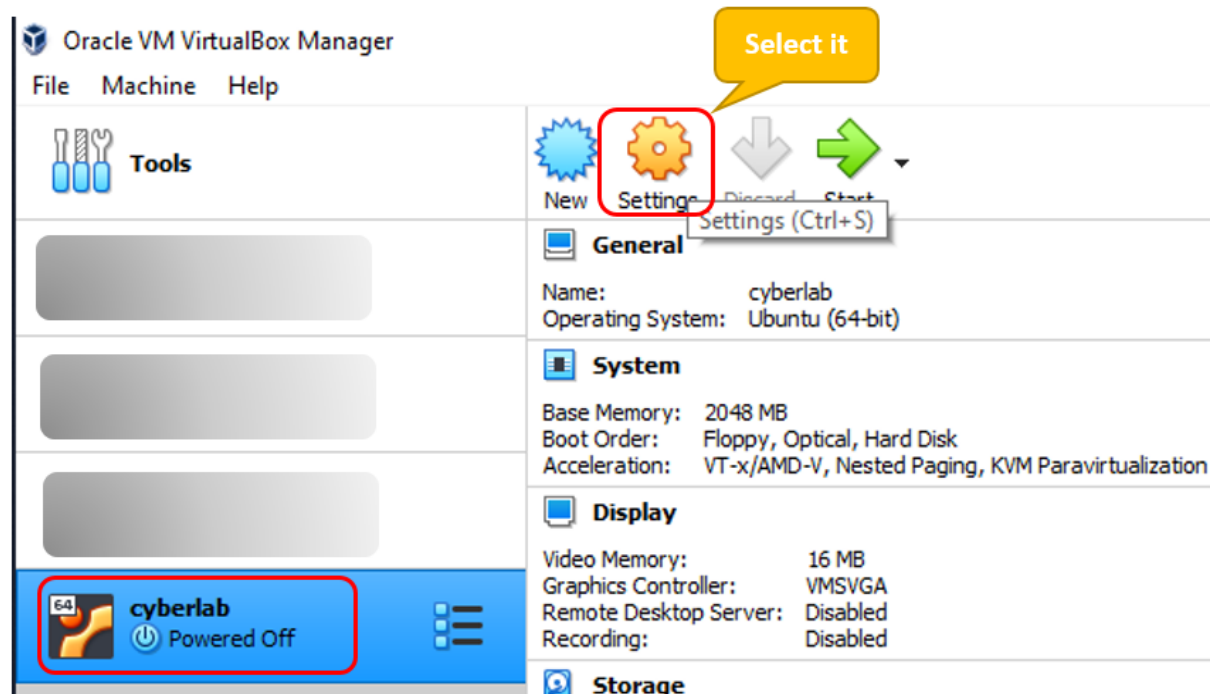 Oracle VM VirtualBox Manager
Select it
File Machine Help
Tools
New Settings Discard Start
Settings (Ctrl+S)
General
Name: cyberlab
Operating System: Ubuntu (64-bit)
System
Base Memory: 2048 MB
Boot Order: Floppy, Optical, Hard Disk
Acceleration: VT-x/AMD-V, Nested Paging, KVM Paravirtualization
Display
Video Memory: 16 MB
Graphics Controller: VMSVGA
Remote Desktop Server: Disabled
Recording: Disabled
64
cyberlab
Powered Off
Storage